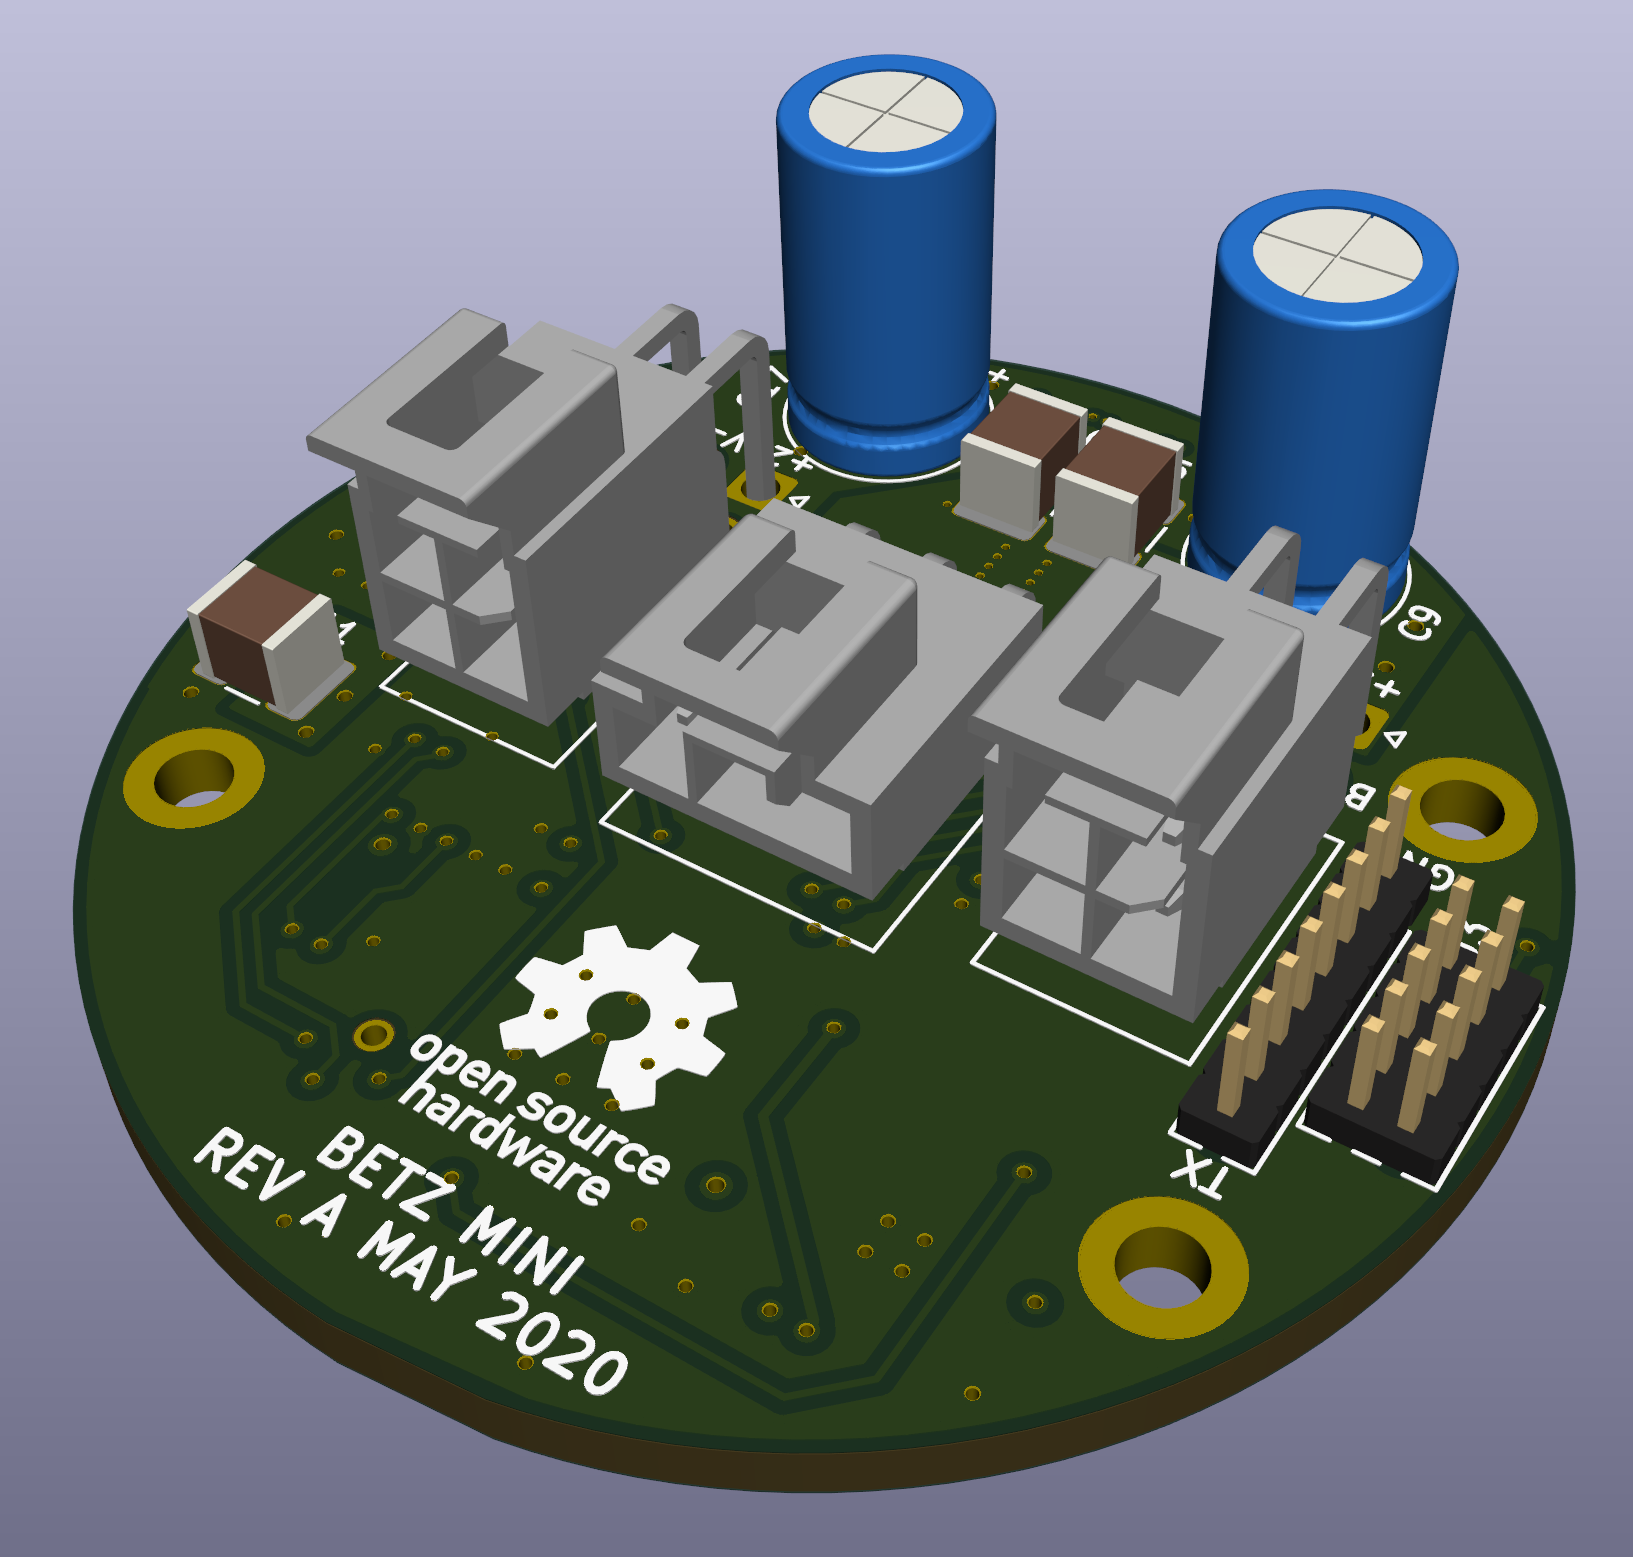 +
C9
+
B
TX
open source
hardware
BETZ MINI
REV A MAY 2020